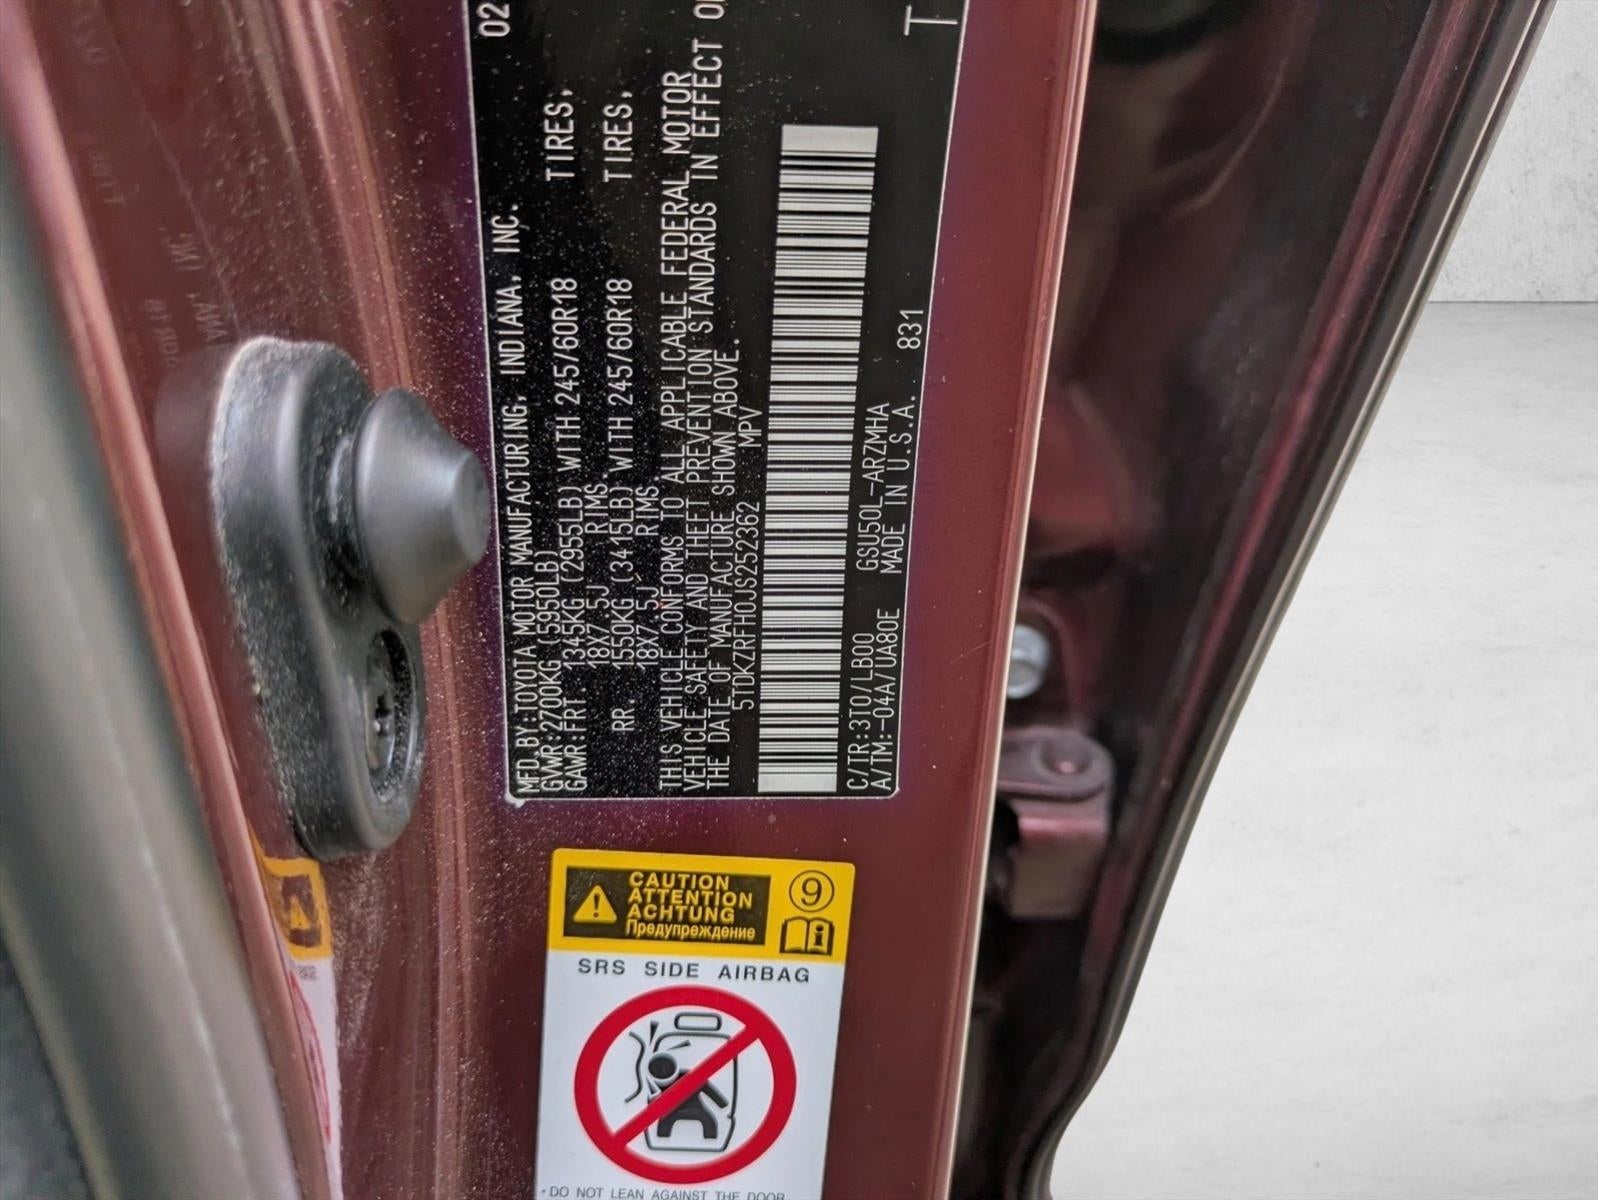 02
MFD.BY:TOYOTA MOTOR MANUFACTURING, INDIANA, INC.
GVWR:2700KG (5950LB)
GAWR:FRT. 1345KG (2955LB) WITH 245/60R18 TIRES,
18X7.5J RIMS
RR. 1550KG (3415LB) WITH 245/60R18 TIRES,
18X7.5J RIMS
THIS VEHICLE CONFORMS TO ALL APPLICABLE FEDERAL MOTOR
VEHICLE SAFETY AND THEFT PREVENTION STANDARDS IN EFFECT
THE DATE OF MANUFACTURE SHOWN ABOVE.
5TDKZRFH0JS252362 MPV
C/TR:3T0/LB00 GSU50L-ARZMHA
A/TM:-04A/UA80E MADE IN U.S.A. 831
CAUTION
ATTENTION
ACHTUNG
Предупреждение
9
SRS SIDE AIRBAG
· DO NOT LEAN AGAINST THE DOOR